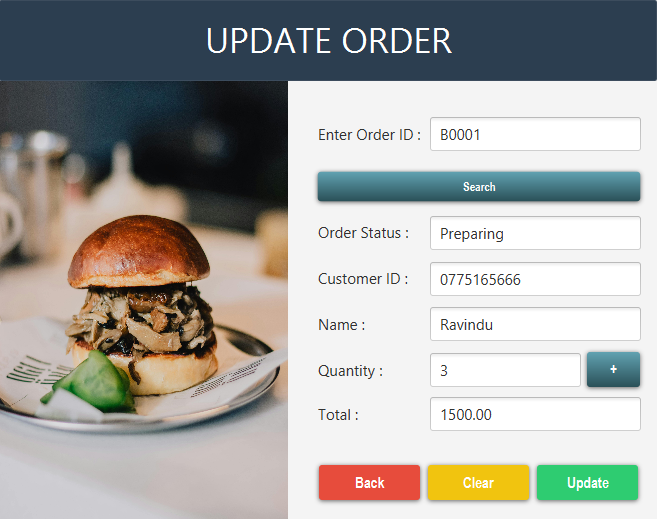 UPDATE ORDER
Enter Order ID : B0001
Search
Order Status : Preparing
Customer ID : 0775165666
Name : Ravindu
Quantity : 3 +
Total : 1500.00
Back Clear Update